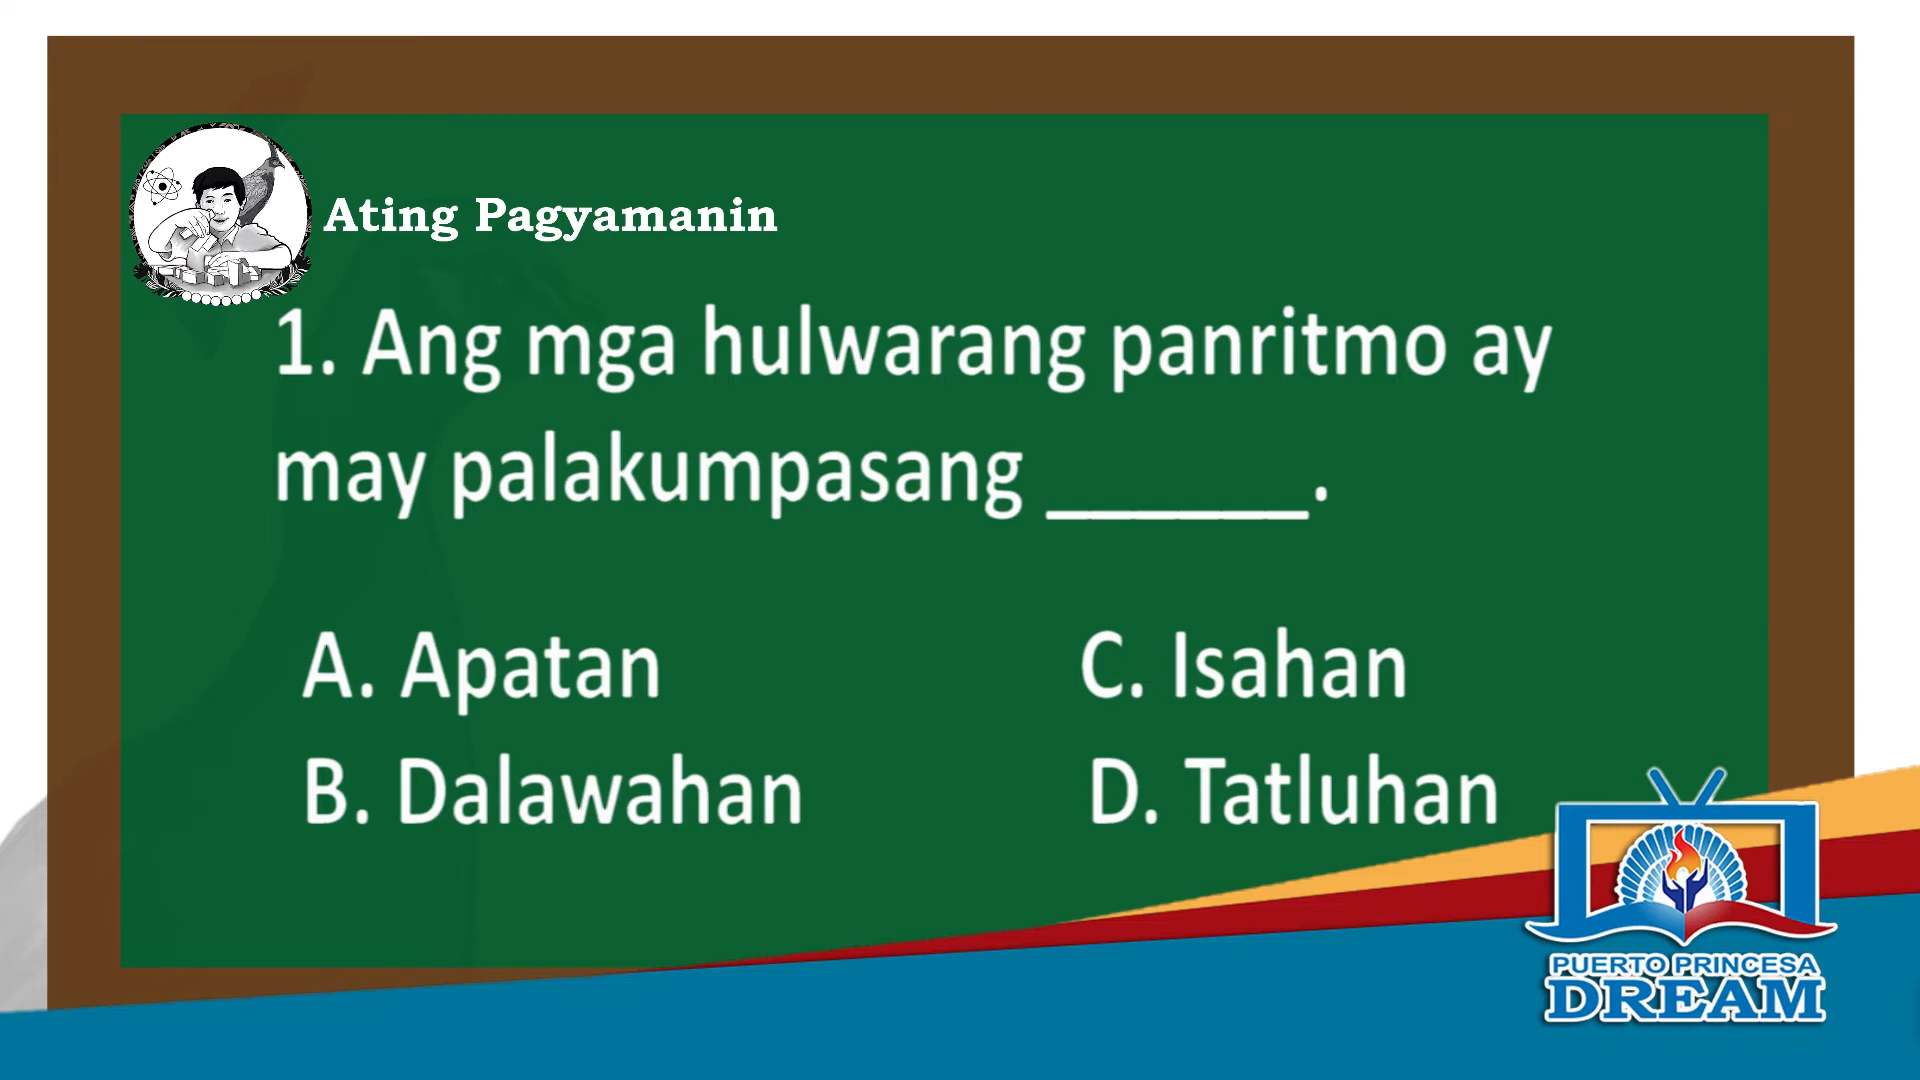 Ating Pagyamanin
1. Ang mga hulwarang panritmo ay
may palakumpasang ______.
A. Apatan
C. Isahan
B. Dalawahan
D. Tatluhan
PUERTO PRINCESA
DREAM